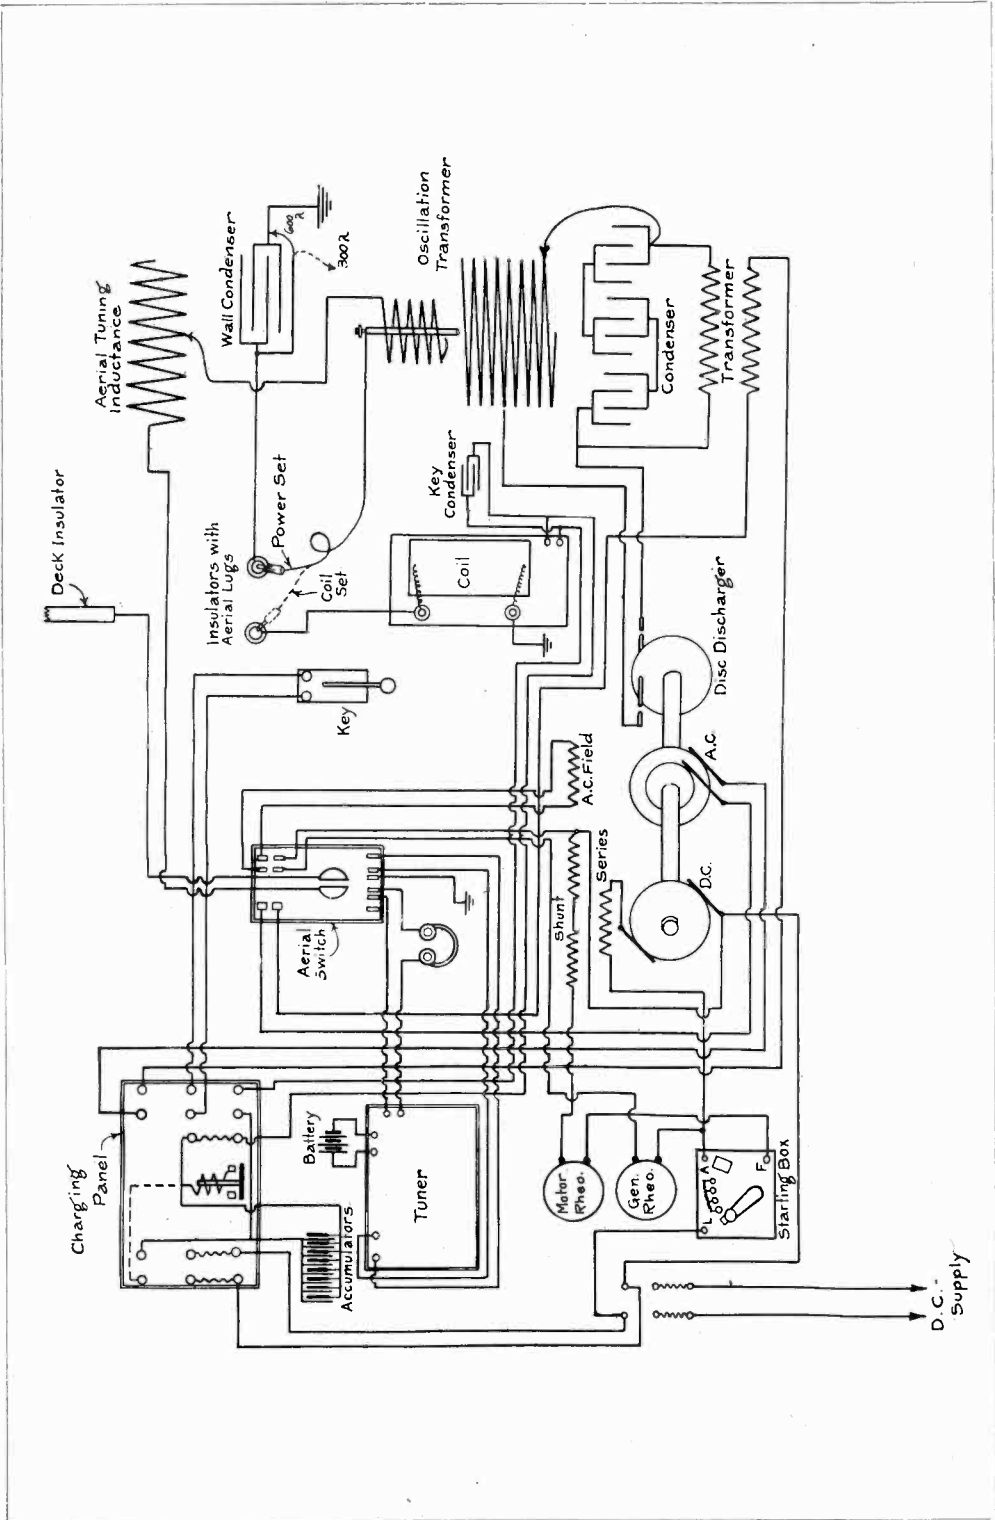 Deck Insulator
Aerial Tuning
Inductance
Wall Condenser
600
λ
300λ
Oscillation
Transformer
Insulators with
Aerial Lugs
Power Set
Coil
Set
Key
Condenser
Coil
Condenser
Transformer
Key
Disc Discharger
A.C. Field
A.C.
Aerial
Switch
Shunt
Series
D.C.
Charging
Panel
Battery
Accumulators
Tuner
Motor
Rheo.
Gen.
Rheo.
L
A
F
Starting Box
D.C.-
Supply